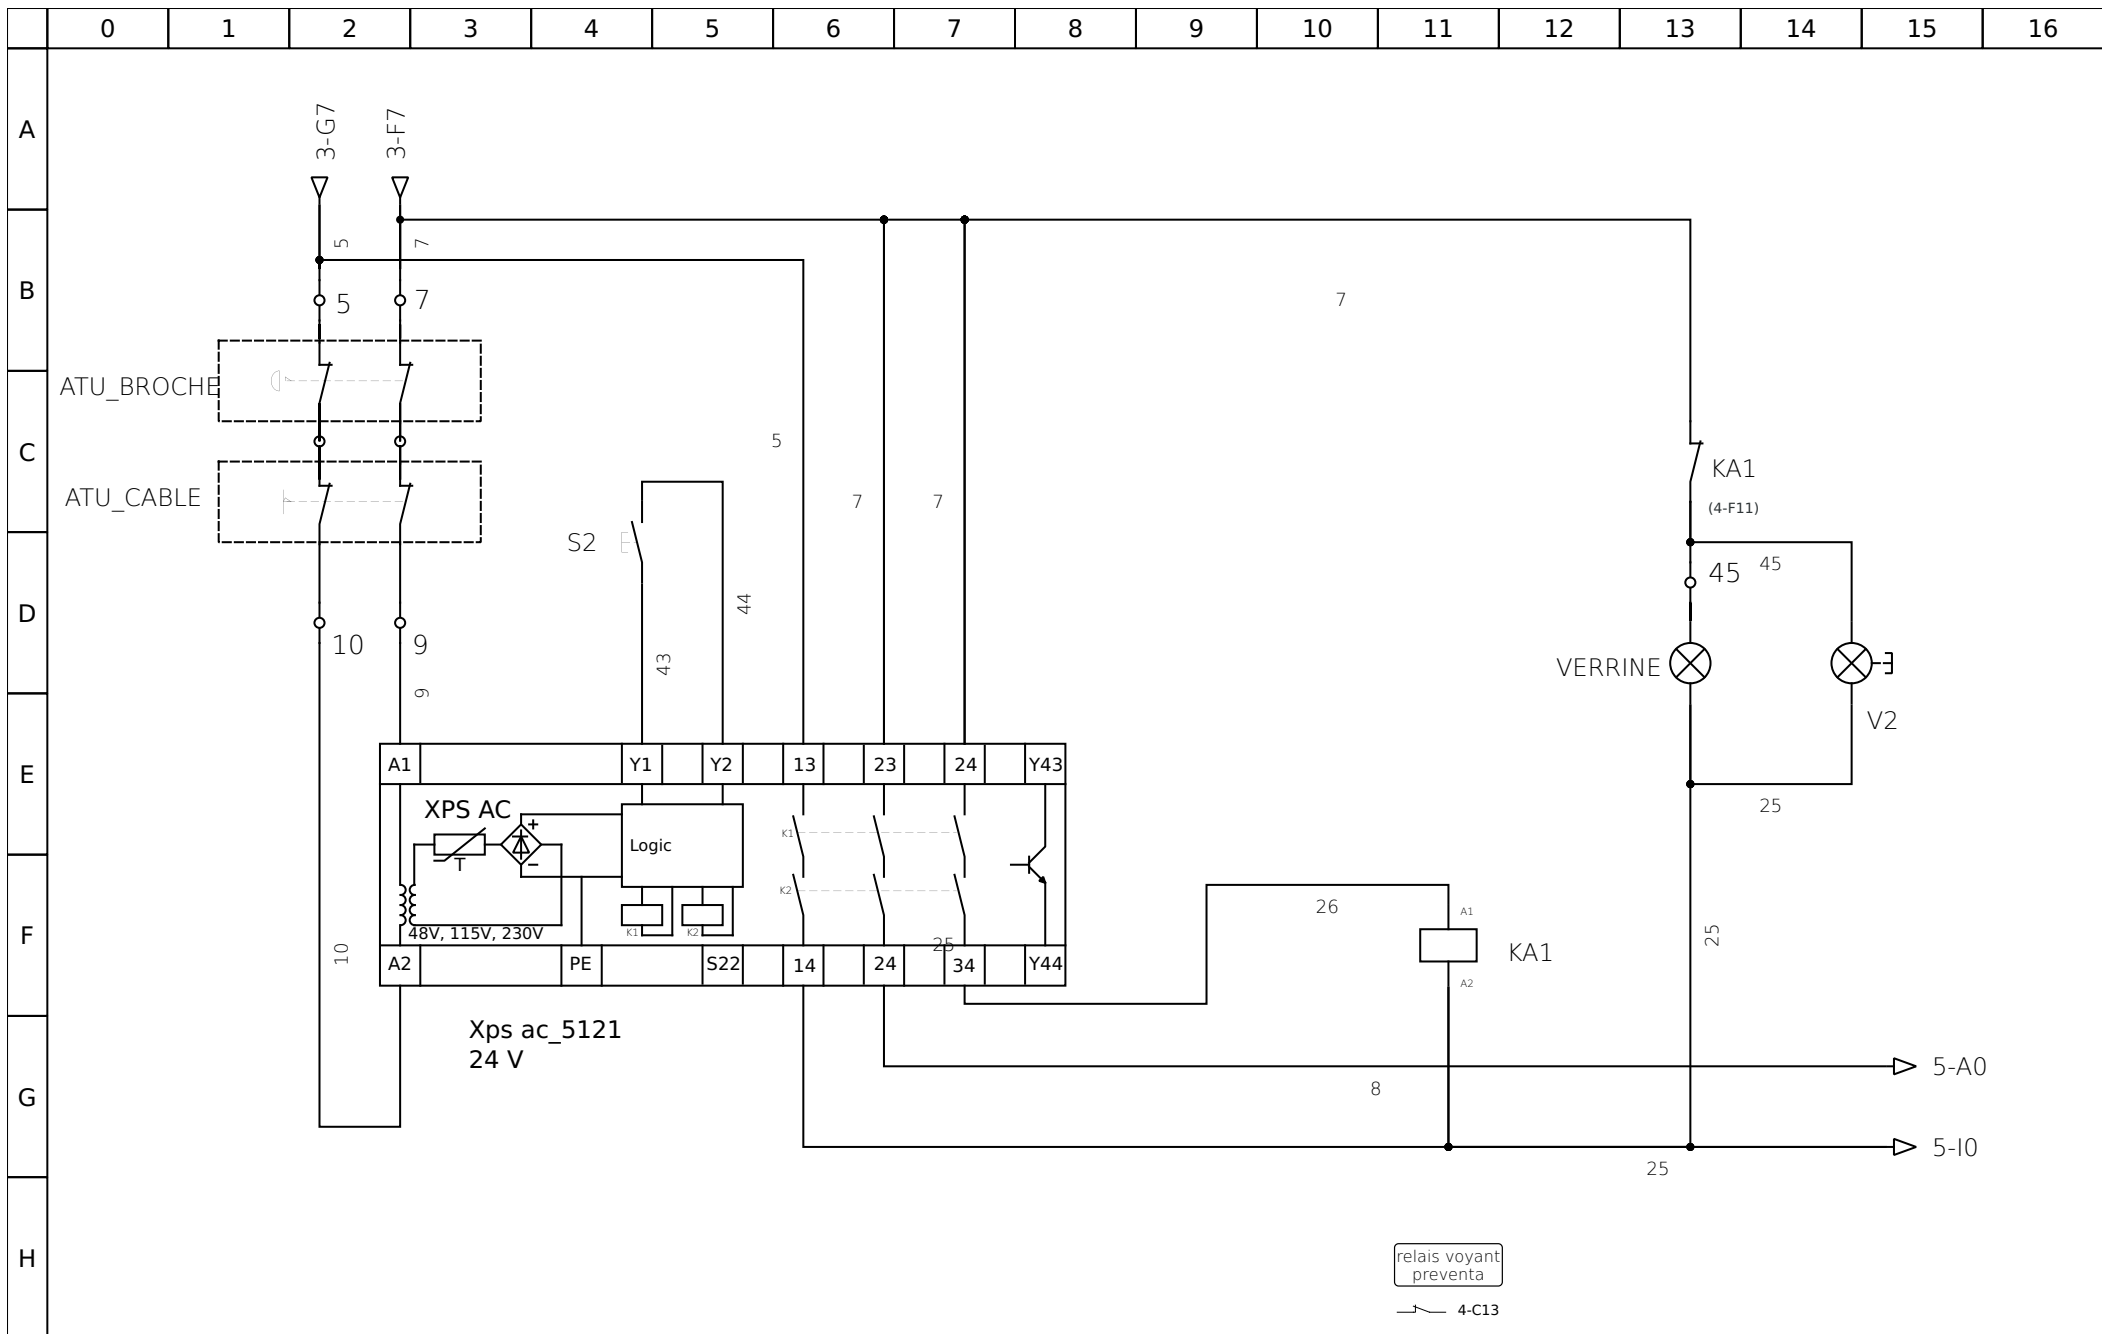 0 1 2 3 4 5 6 7 8 9 10 11 12 13 14 15 16
A
3-G7
3-F7
5
7
B
5
7
7
ATU_BROCHE
C
5
KA1
ATU_CABLE
7
7
(4-F11)
S2
D
45
45
44
10
9
43
VERRINE
9
V2
E
A1
Y1
Y2
13
23
24
Y43
25
XPS AC
+
K1
Logic
T
−
K2
26
A1
F
48V, 115V, 230V
K1
K2
25
10
25
KA1
A2
PE
S22
14
24
34
Y44
A2
Xps ac_5121
24 V
5-A0
G
8
5-I0
25
H
relais voyant
preventa
4-C13